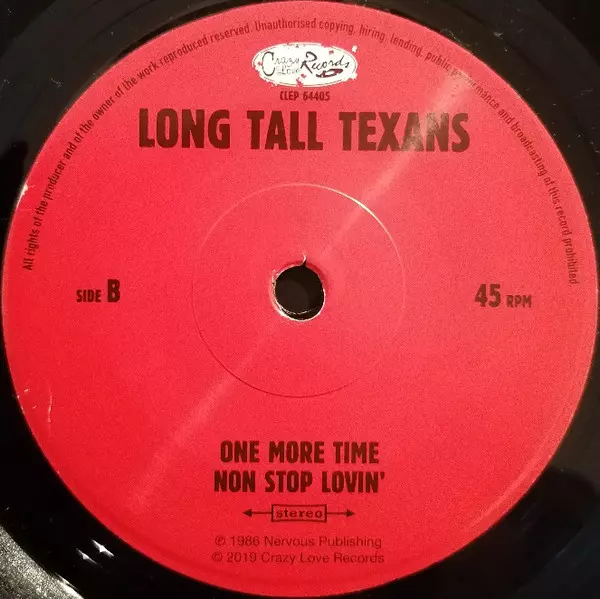 All rights of the producer and of the owner of the work reproduced reserved. Unauthorised copying, hiring, lending, public performance and broadcasting of this record prohibited.
Crazy Love Records
CLEP 64405
LONG TALL TEXANS
SIDE B
45 RPM
ONE MORE TIME
NON STOP LOVIN'
stereo
℗ 1986 Nervous Publishing
© 2019 Crazy Love Records